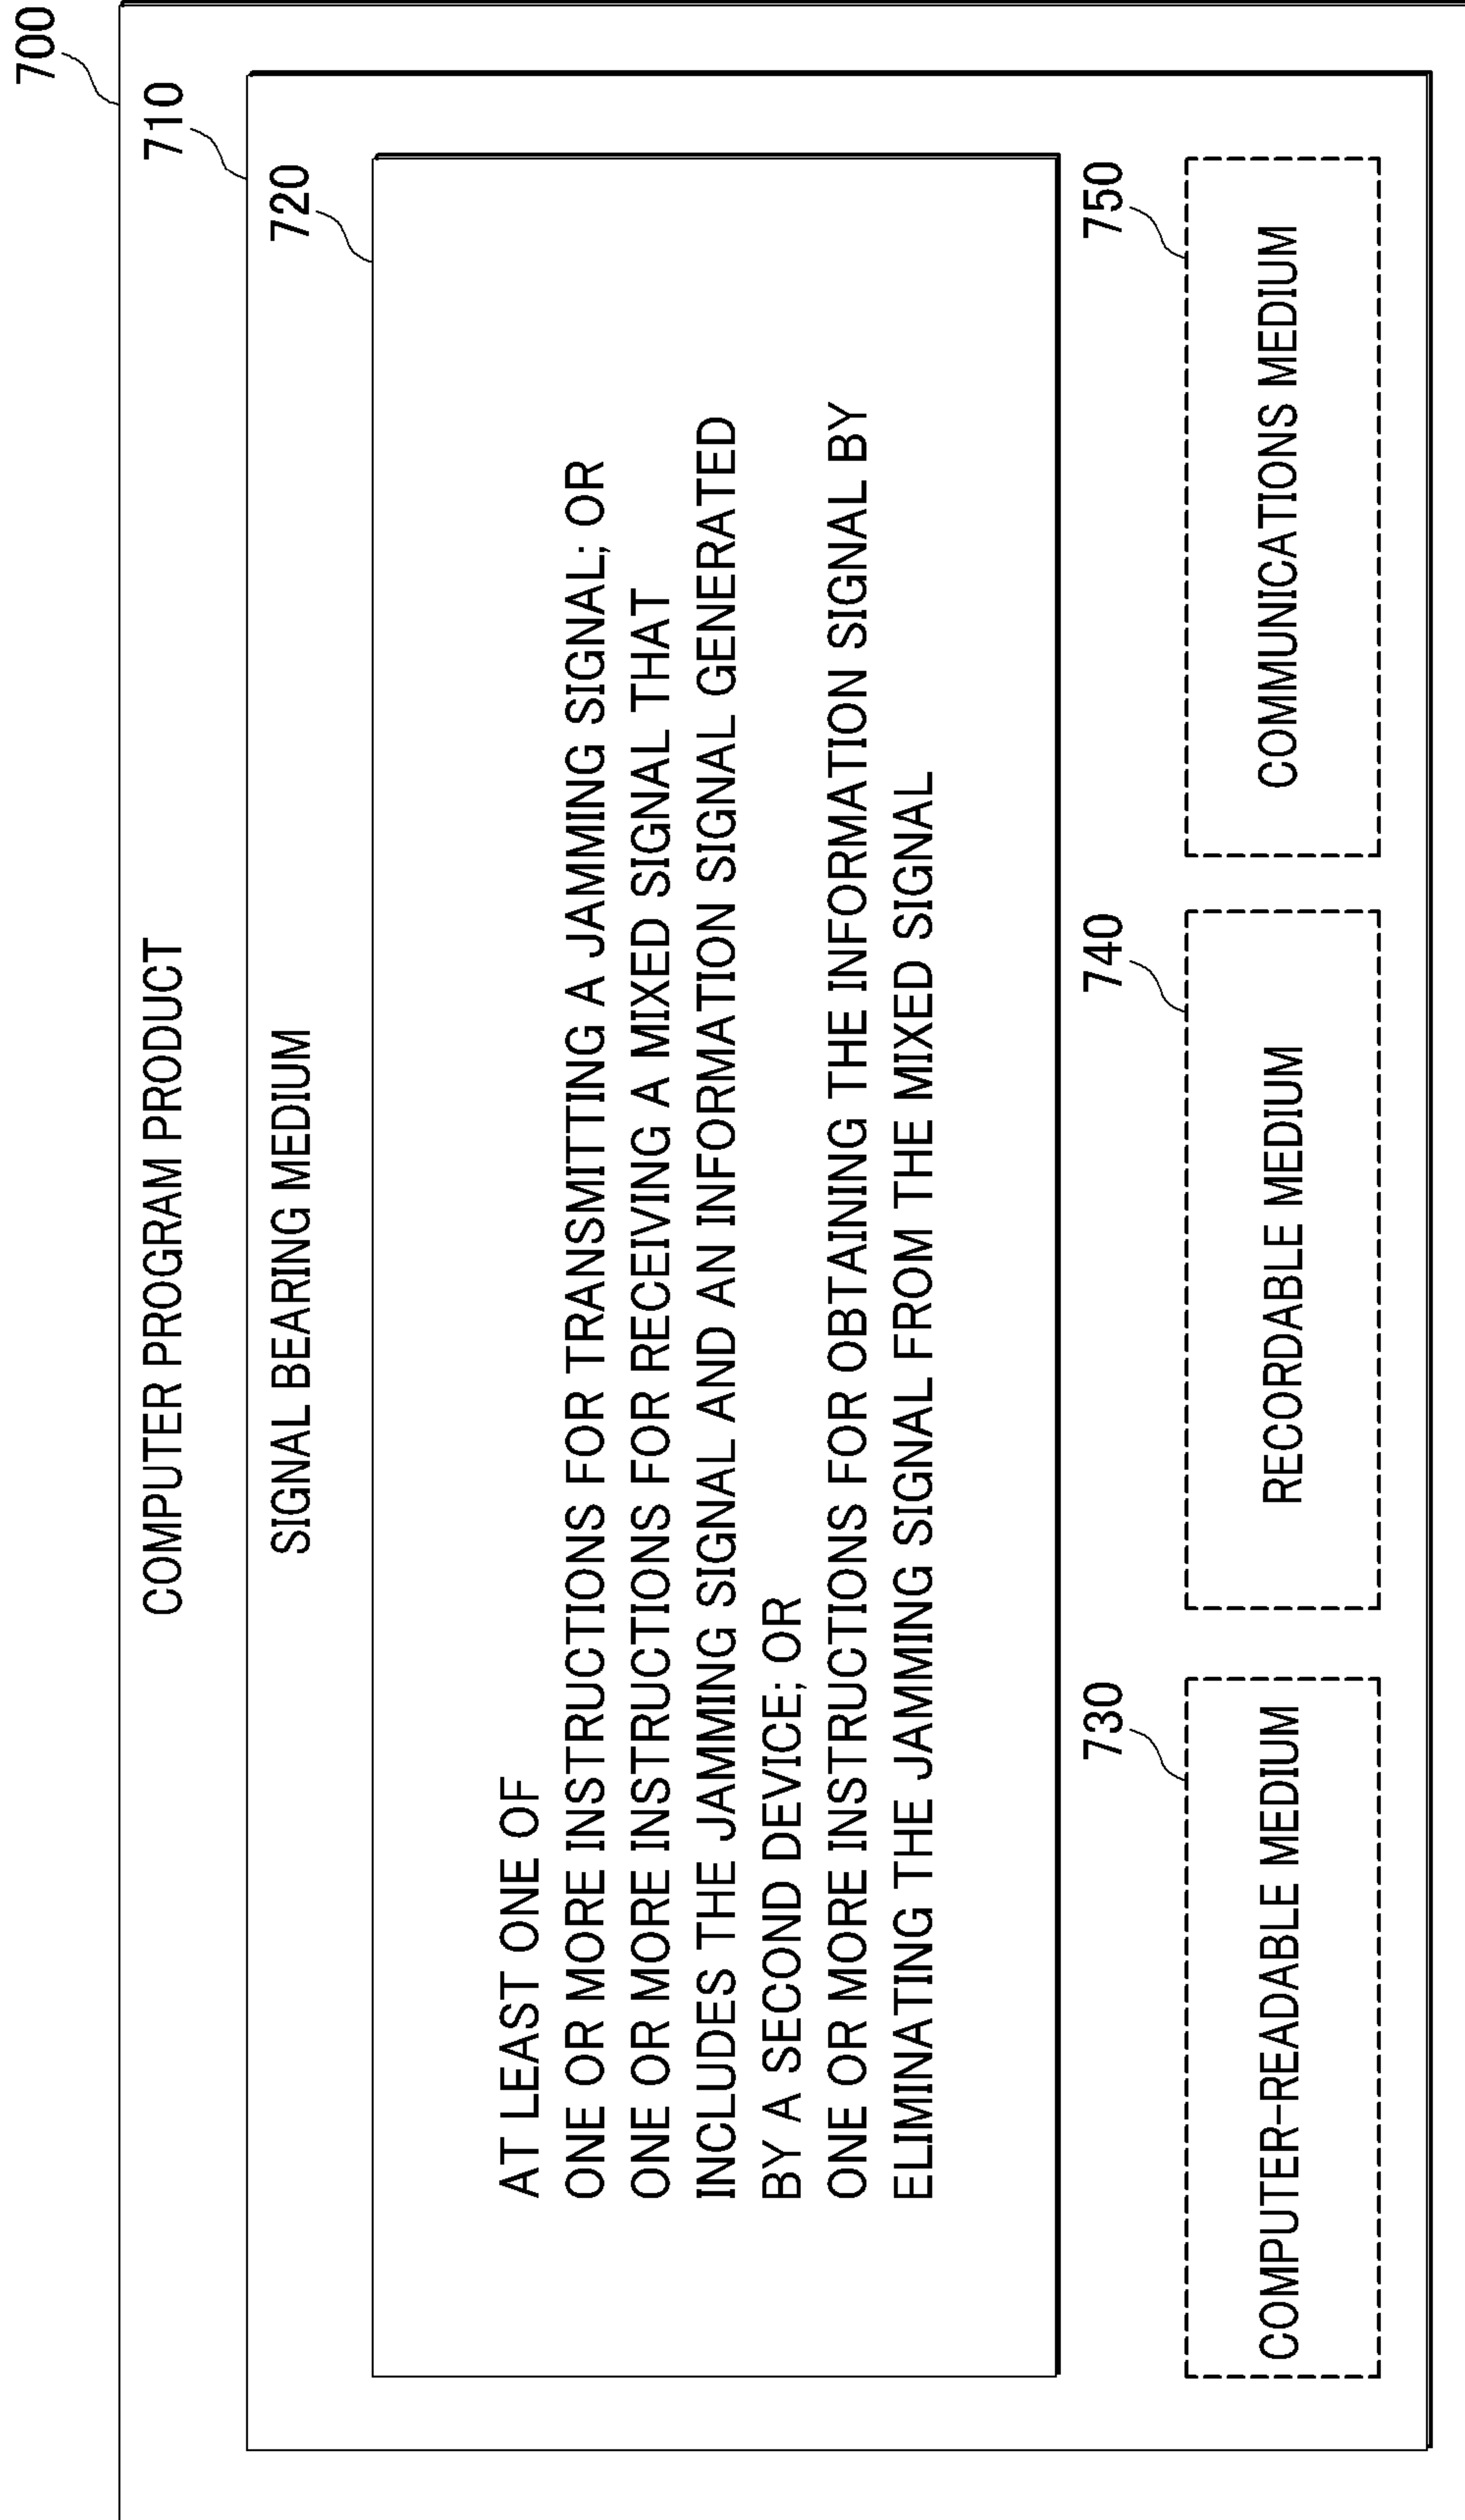 700
COMPUTER PROGRAM PRODUCT
710
SIGNAL BEARING MEDIUM
720
AT LEAST ONE OF
ONE OR MORE INSTRUCTIONS FOR TRANSMITTING A JAMMING SIGNAL; OR
ONE OR MORE INSTRUCTIONS FOR RECEIVING A MIXED SIGNAL THAT
INCLUDES THE JAMMING SIGNAL AND AN INFORMATION SIGNAL GENERATED
BY A SECOND DEVICE; OR
ONE OR MORE INSTRUCTIONS FOR OBTAINING THE INFORMATION SIGNAL BY
ELIMINATING THE JAMMING SIGNAL FROM THE MIXED SIGNAL
730
COMPUTER-READABLE MEDIUM
740
RECORDABLE MEDIUM
750
COMMUNICATIONS MEDIUM